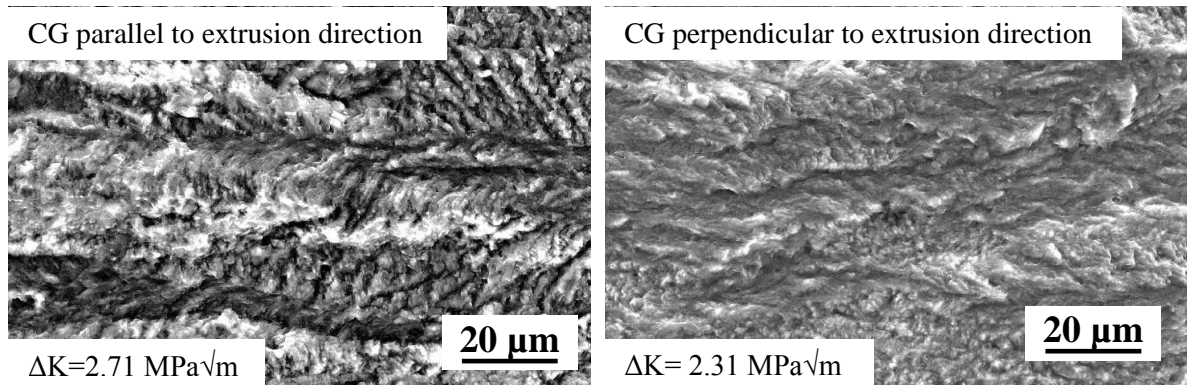 CG parallel to extrusion direction
20 µm
ΔK=2.71 MPa√m
CG perpendicular to extrusion direction
20 µm
ΔK= 2.31 MPa√m